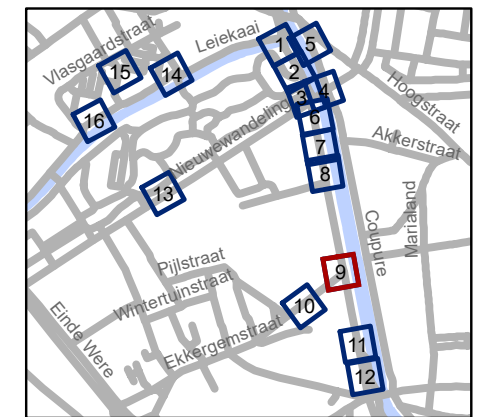 Vlasgaardstraat
Leiekaai
1
5
2
15
14
3
4
Hoogstraat
16
6
Nieuwewandeling
Akkerstraat
7
8
13
Marialand
Coupure
Pijlstraat
9
Wintertuinstraat
10
Einde Were
Ekkergemstraat
11
12